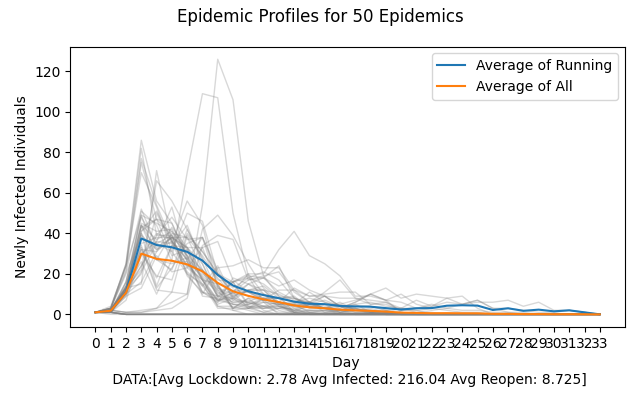 Epidemic Profiles for 50 Epidemics
Average of Running
Average of All
Newly Infected Individuals
120
100
80
60
40
20
0
0 1 2 3 4 5 6 7 8 9 10 11 12 13 14 15 16 17 18 19 20 21 22 23 24 25 26 27 28 29 30 31 32 33
Day
DATA:[Avg Lockdown: 2.78 Avg Infected: 216.04 Avg Reopen: 8.725]